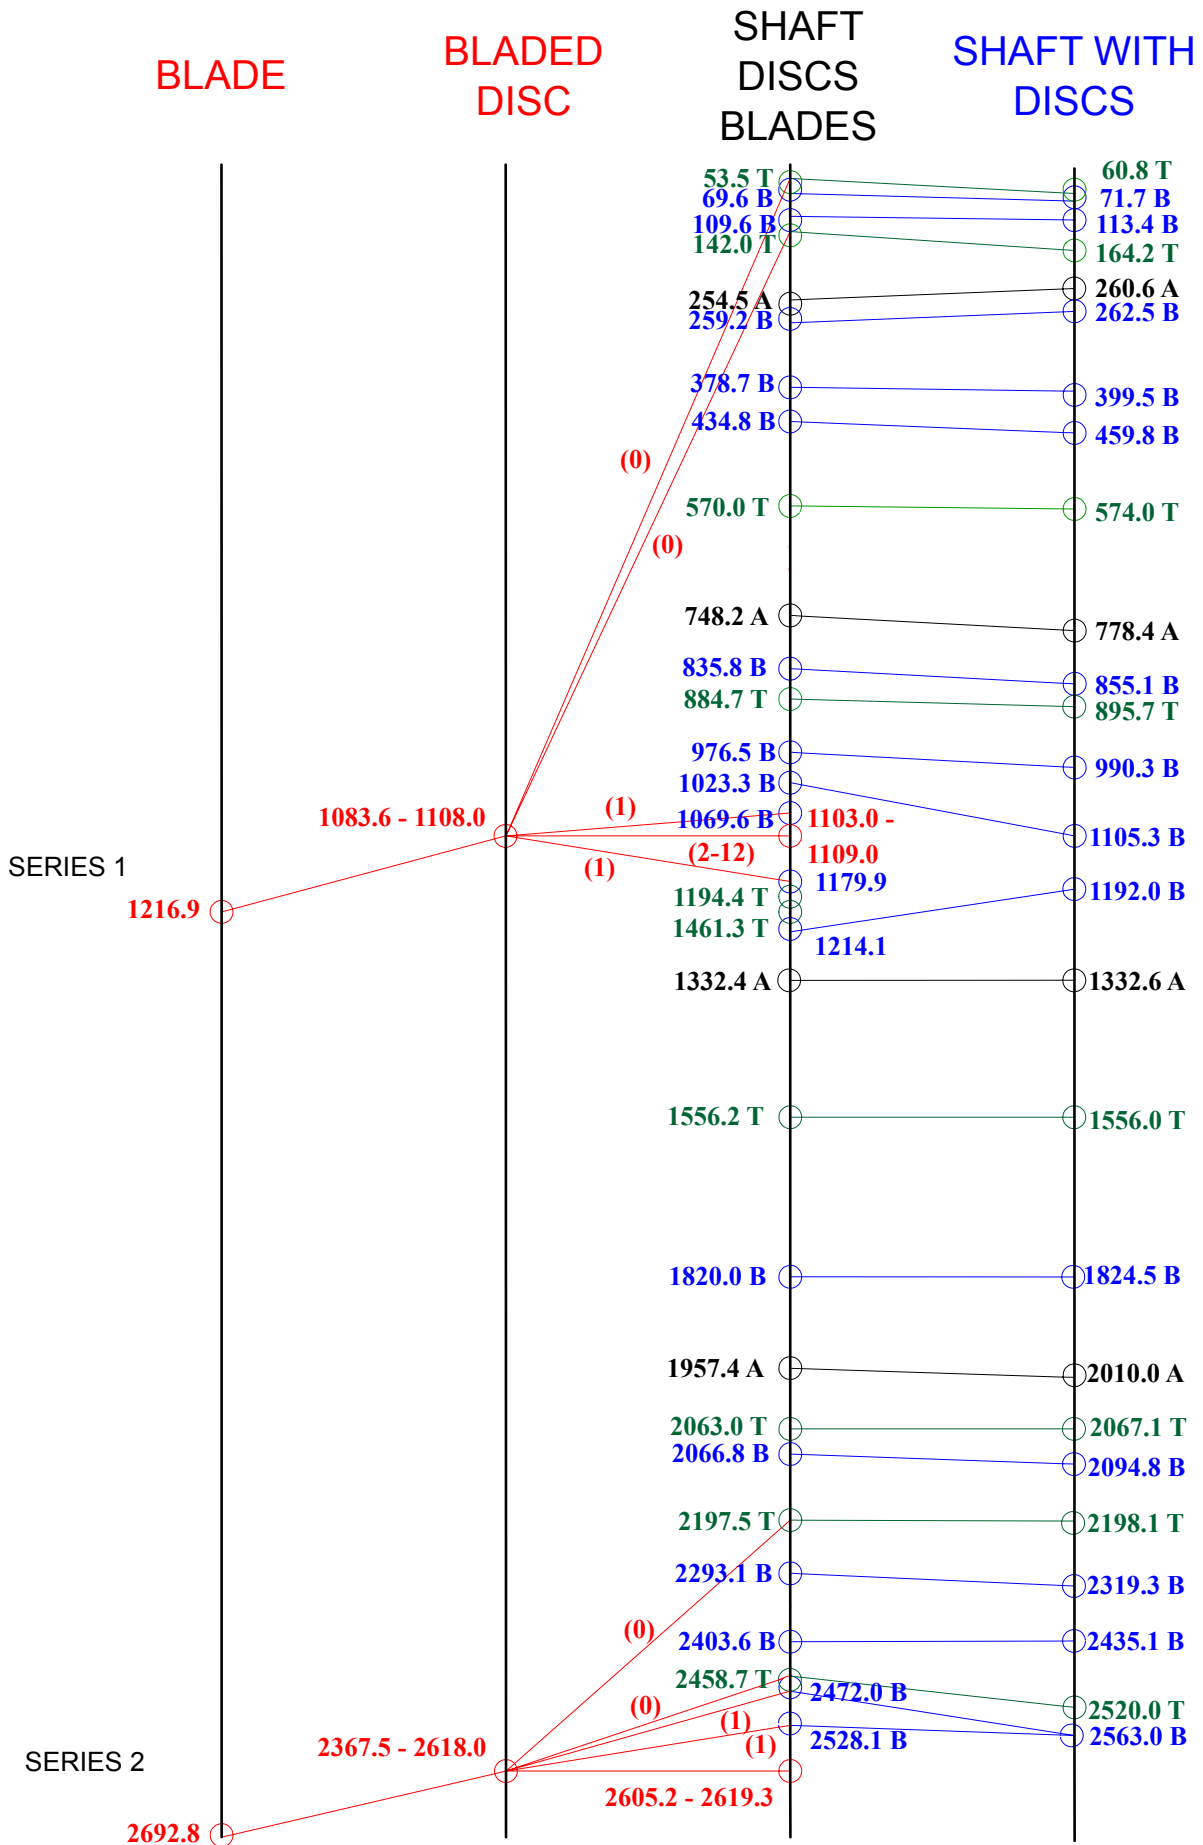 BLADE
BLADED
DISC
SHAFT
DISCS
BLADES
SHAFT WITH
DISCS
53.5 T
60.8 T
69.6 B
71.7 B
109.6 B
113.4 B
142.0 T
164.2 T
254.5 A
260.6 A
259.2 B
262.5 B
378.7 B
399.5 B
434.8 B
459.8 B
(0)
570.0 T
574.0 T
(0)
748.2 A
778.4 A
835.8 B
855.1 B
884.7 T
895.7 T
976.5 B
990.3 B
1023.3 B
1083.6 - 1108.0
(1)
1069.6 B
1103.0 -
1109.0
1105.3 B
(2-12)
SERIES 1
(1)
1179.9
1192.0 B
1194.4 T
1216.9
1461.3 T
1214.1
1332.4 A
1332.6 A
1556.2 T
1556.0 T
1820.0 B
1824.5 B
1957.4 A
2010.0 A
2063.0 T
2067.1 T
2066.8 B
2094.8 B
2197.5 T
2198.1 T
2293.1 B
2319.3 B
(0)
2403.6 B
2435.1 B
2458.7 T
2472.0 B
(0)
2520.0 T
(1)
2528.1 B
2563.0 B
(1)
2367.5 - 2618.0
SERIES 2
2605.2 - 2619.3
2692.8